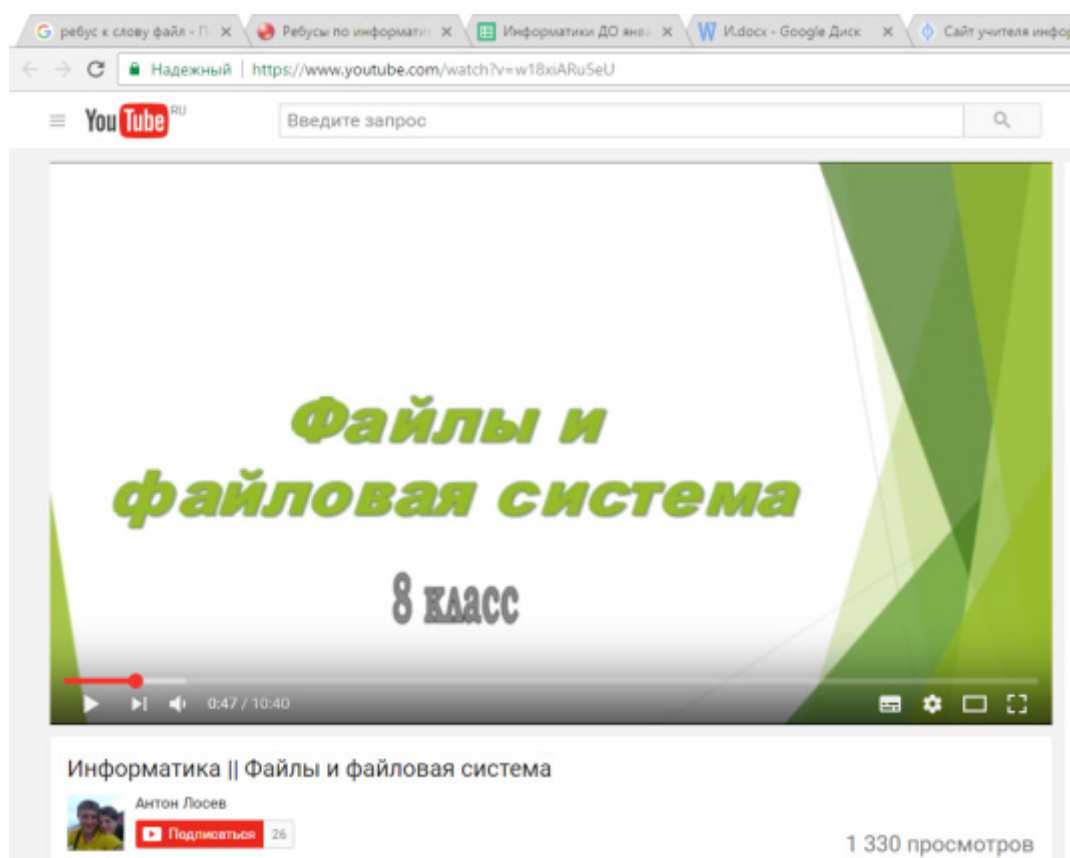 ребус к слову файл - П
Ребусы по информати
Информатики ДО янв
И.docx - Google Диск
Сайт учителя инфор
Надежный | https://www.youtube.com/watch?v=w18xiARu5eU
YouTube RU
Введите запрос
Файлы и
файловая система
8 класс
0:47 / 10:40
Информатика || Файлы и файловая система
Антон Лосев
Подписаться 26
1 330 просмотров